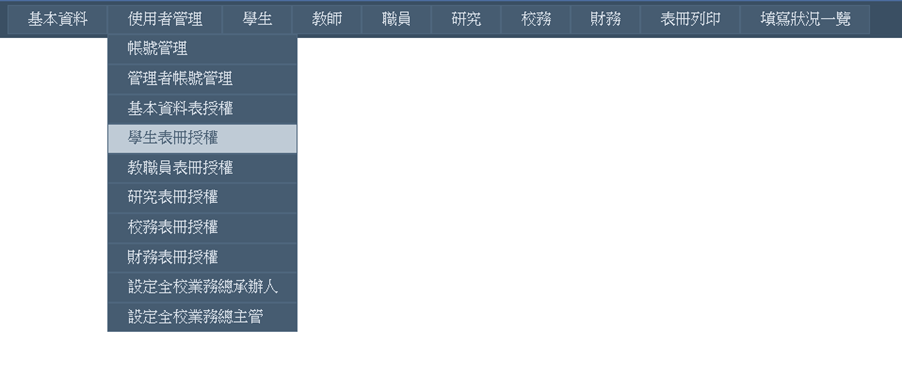 基本資料 使用者管理 學生 教師 職員 研究 校務 財務 表冊列印 填寫狀況一覽
帳號管理
管理者帳號管理
基本資料表授權
學生表冊授權
教職員表冊授權
研究表冊授權
校務表冊授權
財務表冊授權
設定全校業務總承辦人
設定全校業務總主管